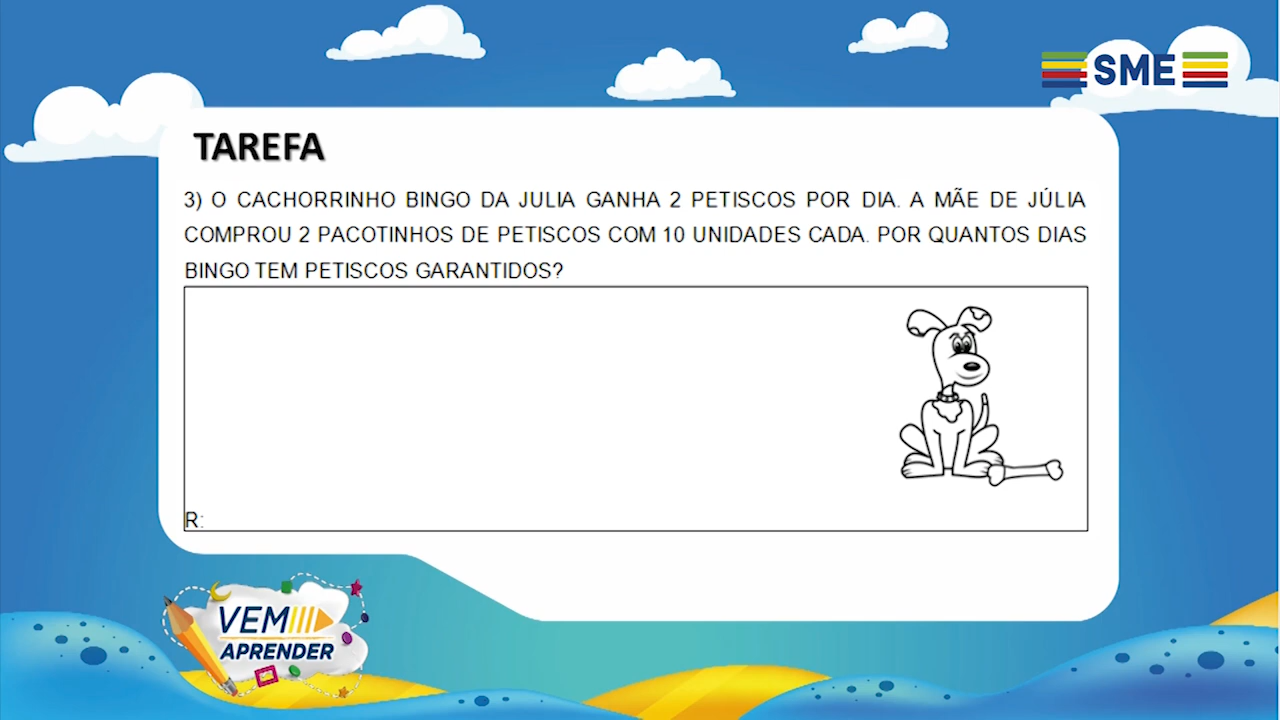 SME
TAREFA
3) O CACHORRINHO BINGO DA JULIA GANHA 2 PETISCOS POR DIA. A MÃE DE JÚLIA
COMPROU 2 PACOTINHOS DE PETISCOS COM 10 UNIDADES CADA. POR QUANTOS DIAS
BINGO TEM PETISCOS GARANTIDOS?
R:
VEM
APRENDER